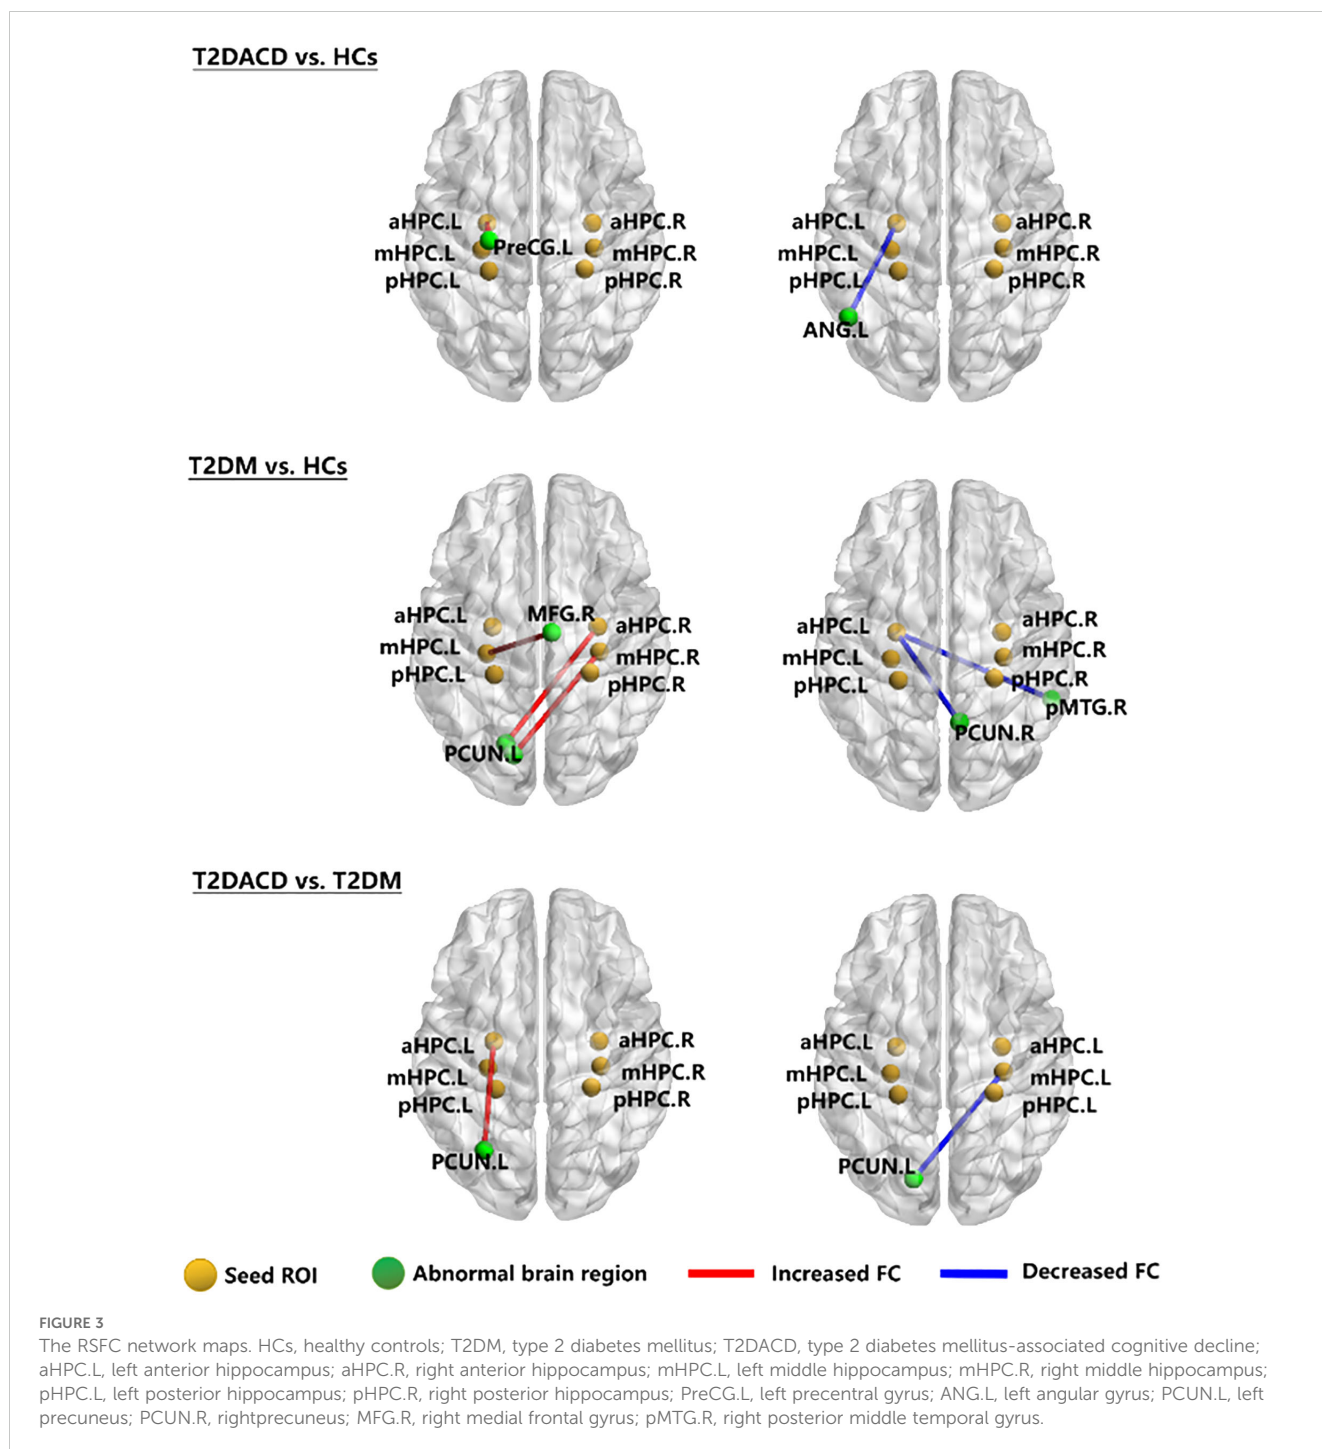 T2DACD vs. HCs
aHPC.L
aHPC.R
PreCG.L
mHPC.L
mHPC.R
pHPC.L
pHPC.R
aHPC.L
aHPC.R
mHPC.L
mHPC.R
pHPC.L
pHPC.R
ANG.L
T2DM vs. HCs
MFG.R
aHPC.L
aHPC.R
mHPC.L
mHPC.R
pHPC.L
pHPC.R
PCUN.L
aHPC.L
aHPC.R
mHPC.L
mHPC.R
pHPC.L
pHPC.R
pMTG.R
PCUN.R
T2DACD vs. T2DM
aHPC.L
aHPC.R
mHPC.L
mHPC.R
pHPC.L
pHPC.R
PCUN.L
aHPC.L
aHPC.L
mHPC.L
mHPC.L
pHPC.L
pHPC.L
PCUN.L
Seed ROI
Abnormal brain region
Increased FC
Decreased FC
FIGURE 3
The RSFC network maps. HCs, healthy controls; T2DM, type 2 diabetes mellitus; T2DACD, type 2 diabetes mellitus-associated cognitive decline;
aHPC.L, left anterior hippocampus; aHPC.R, right anterior hippocampus; mHPC.L, left middle hippocampus; mHPC.R, right middle hippocampus;
pHPC.L, left posterior hippocampus; pHPC.R, right posterior hippocampus; PreCG.L, left precentral gyrus; ANG.L, left angular gyrus; PCUN.L, left
precuneus; PCUN.R, rightprecuneus; MFG.R, right medial frontal gyrus; pMTG.R, right posterior middle temporal gyrus.